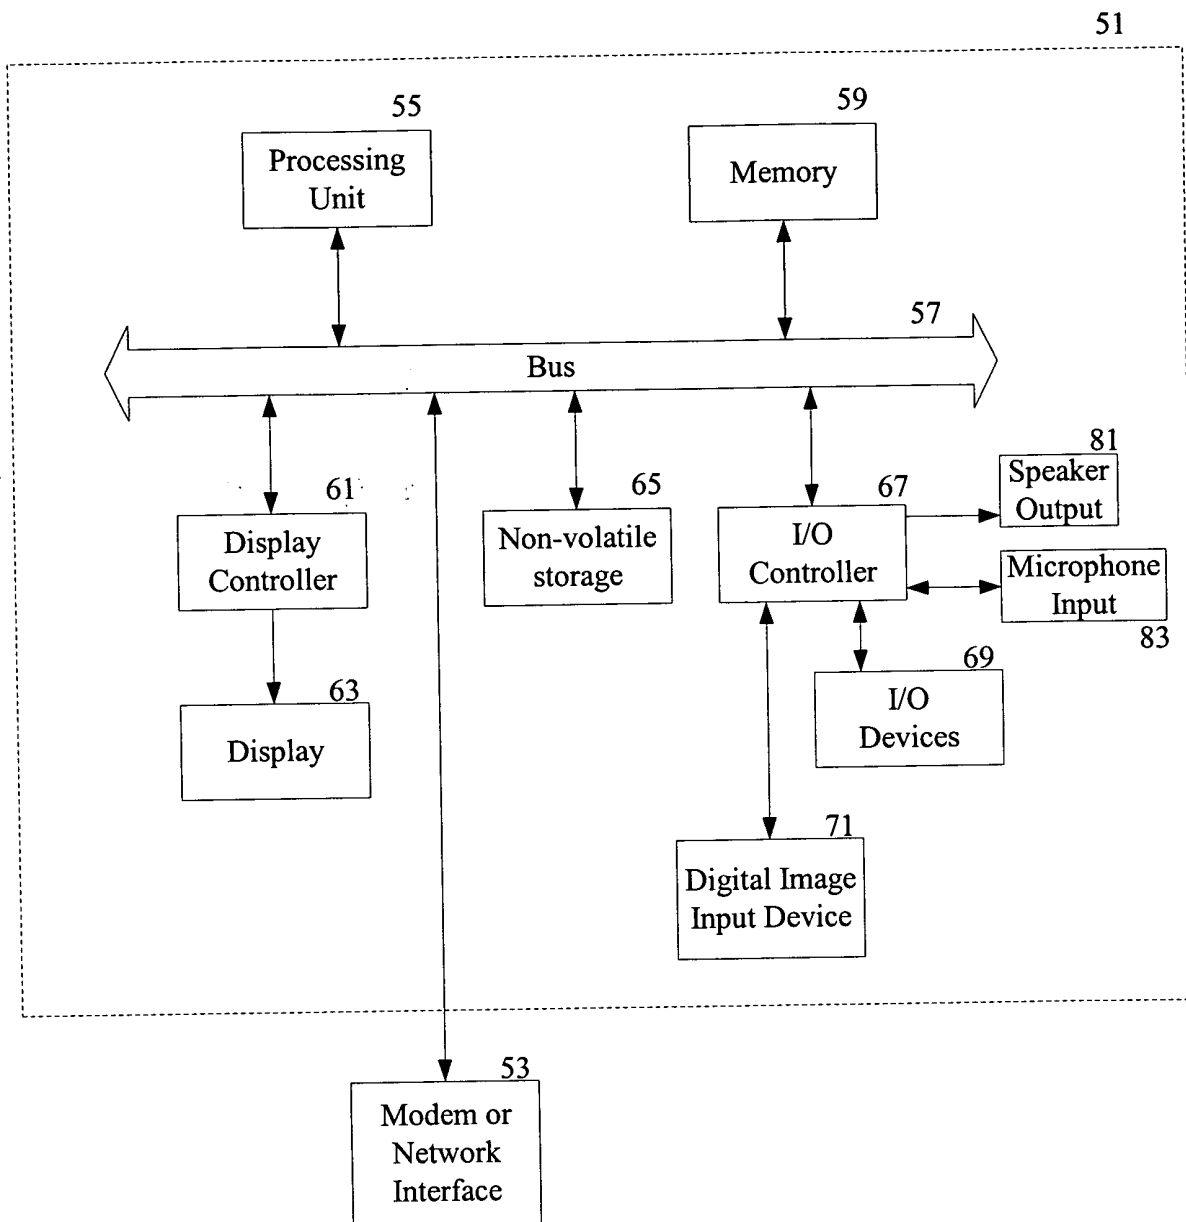 51
55
Processing
Unit
59
Memory
57
Bus
61
Display
Controller
65
Non-volatile
storage
67
I/O
Controller
81
Speaker
Output
Microphone
Input
83
63
Display
69
I/O
Devices
71
Digital Image
Input Device
53
Modem or
Network
Interface